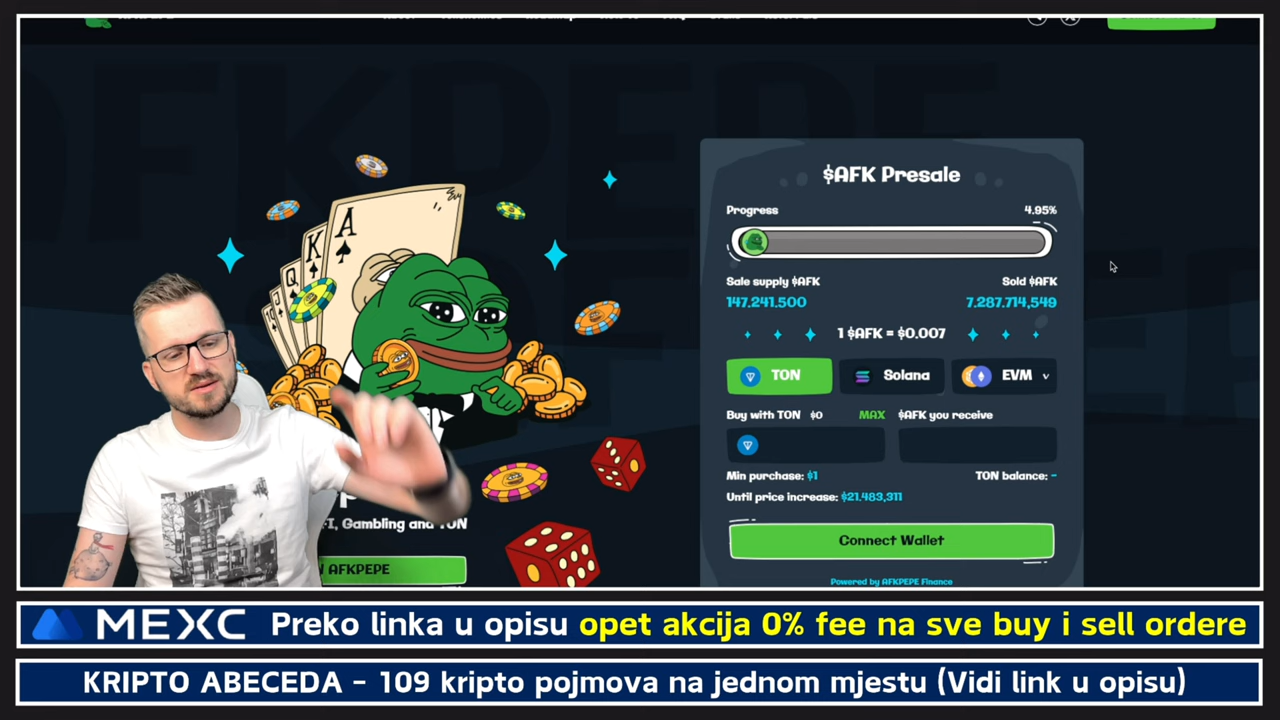 $AFK Presale
Progress
4.95%
Sale supply $AFK
Sold $AFK
147.241.500
7.287.714,549
1 $AFK = $0.007
TON
Solana
EVM
Buy with TON $0
MAX
$AFK you receive
Min purchase: $1
TON balance: -
Until price increase: $21.483,311
Connect Wallet
Powered by AFKPEPE Finance
A
K
Q
J
10
Gambling and TON
AFKPEPE
MEXC
Preko linka u opisu opet akcija 0% fee na sve buy i sell ordere
KRIPTO ABECEDA - 109 kripto pojmova na jednom mjestu (Vidi link u opisu)